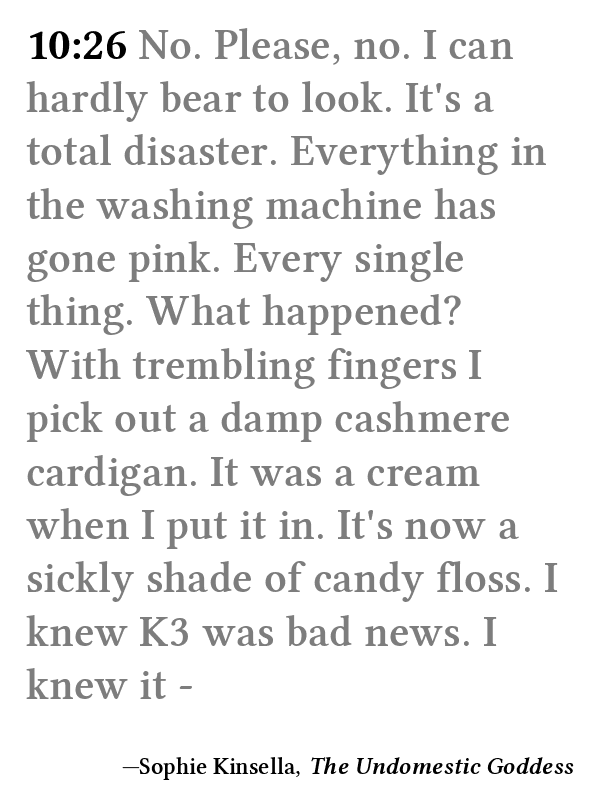 10:26 No. Please, no. I can
hardly bear to look. It's a
total disaster. Everything in
the washing machine has
gone pink. Every single
thing. What happened?
With trembling fingers I
pick out a damp cashmere
cardigan. It was a cream
when I put it in. It's now a
sickly shade of candy floss. I
knew K3 was bad news. I
knew it -
—Sophie Kinsella, The Undomestic Goddess